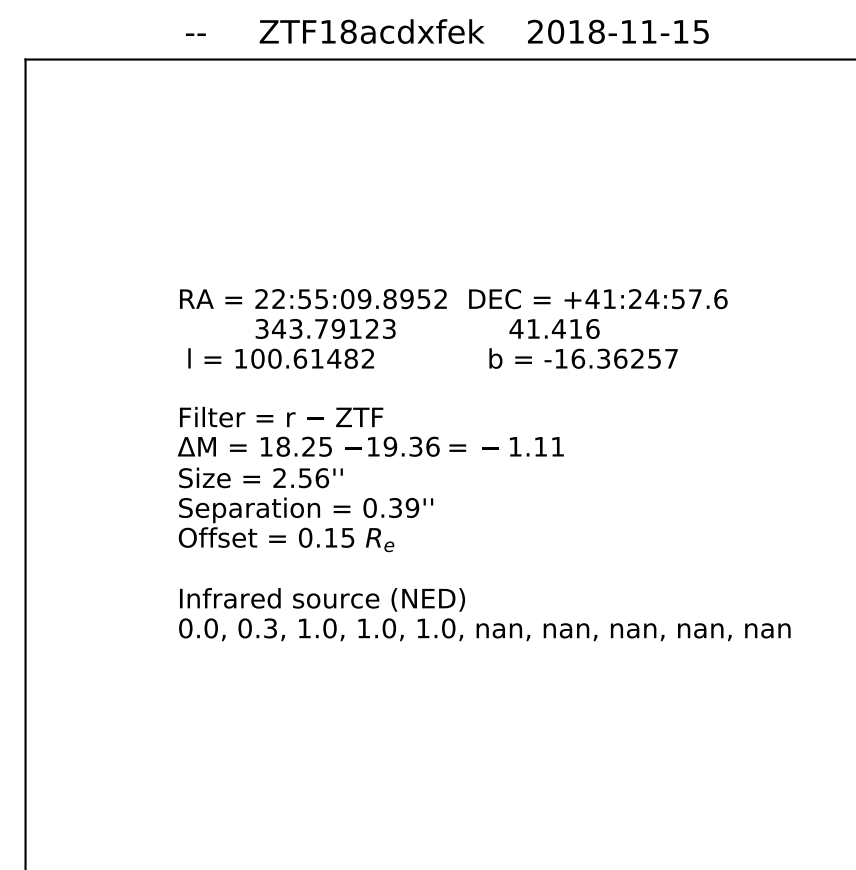 --    ZTF18acdxfek    2018-11-15
RA = 22:55:09.8952  DEC = +41:24:57.6
343.79123    41.416
l = 100.61482    b = -16.36257
Filter = r − ZTF
ΔM = 18.25 −19.36 = − 1.11
Size = 2.56''
Separation = 0.39''
Offset = 0.15 Re
Infrared source (NED)
0.0, 0.3, 1.0, 1.0, 1.0, nan, nan, nan, nan, nan